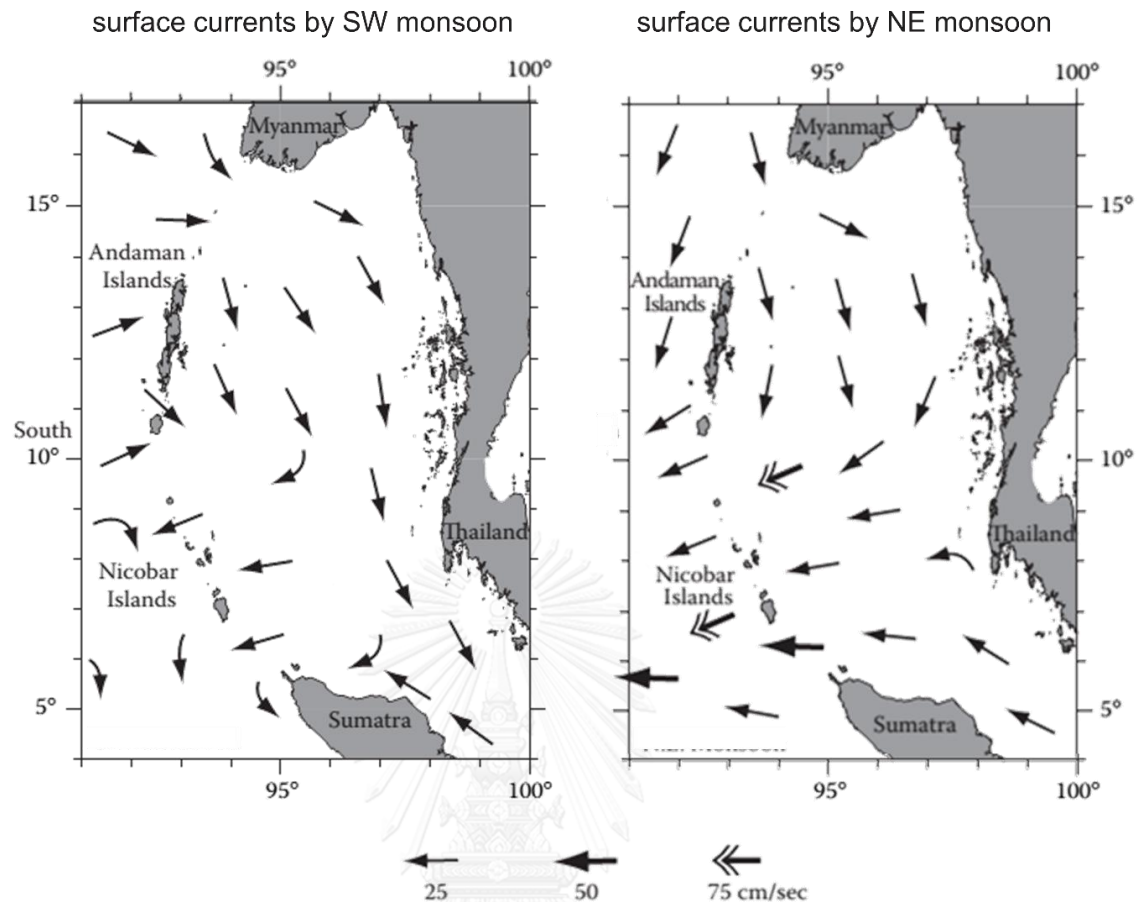 surface currents by SW monsoon
surface currents by NE monsoon
95°
100°
95°
100°
Myanmar
Myanmar
15°
15°
Andaman
Islands
Andaman
Islands
South
10°
10°
Thailand
Thailand
Nicobar
Islands
Nicobar
Islands
5°
5°
Sumatra
Sumatra
95°
100°
95°
100°
25
50
75 cm/sec